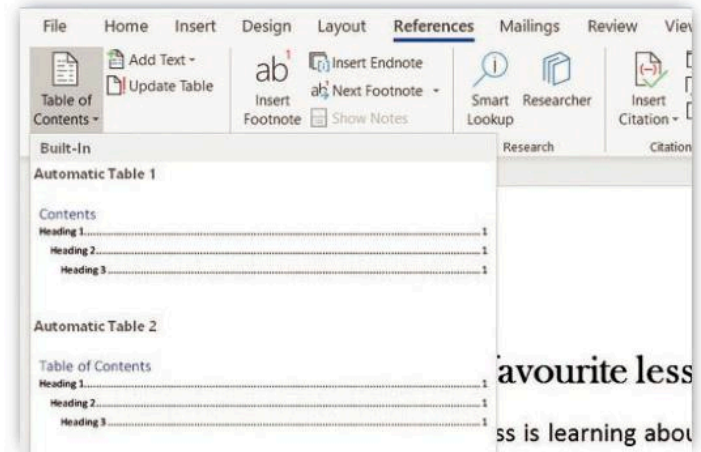 File Home Insert Design Layout References Mailings Review View
Table of Contents
Add Text
Update Table
ab1
Insert Footnote
Insert Endnote
Next Footnote
Show Notes
Smart Lookup
Researcher
Research
Insert Citation
Citation
Built-In
Automatic Table 1
Contents
Heading 1...1
Heading 2...1
Heading 3...1
Automatic Table 2
Table of Contents
Heading 1...1
Heading 2...1
Heading 3...1
avourite less
ss is learning abou